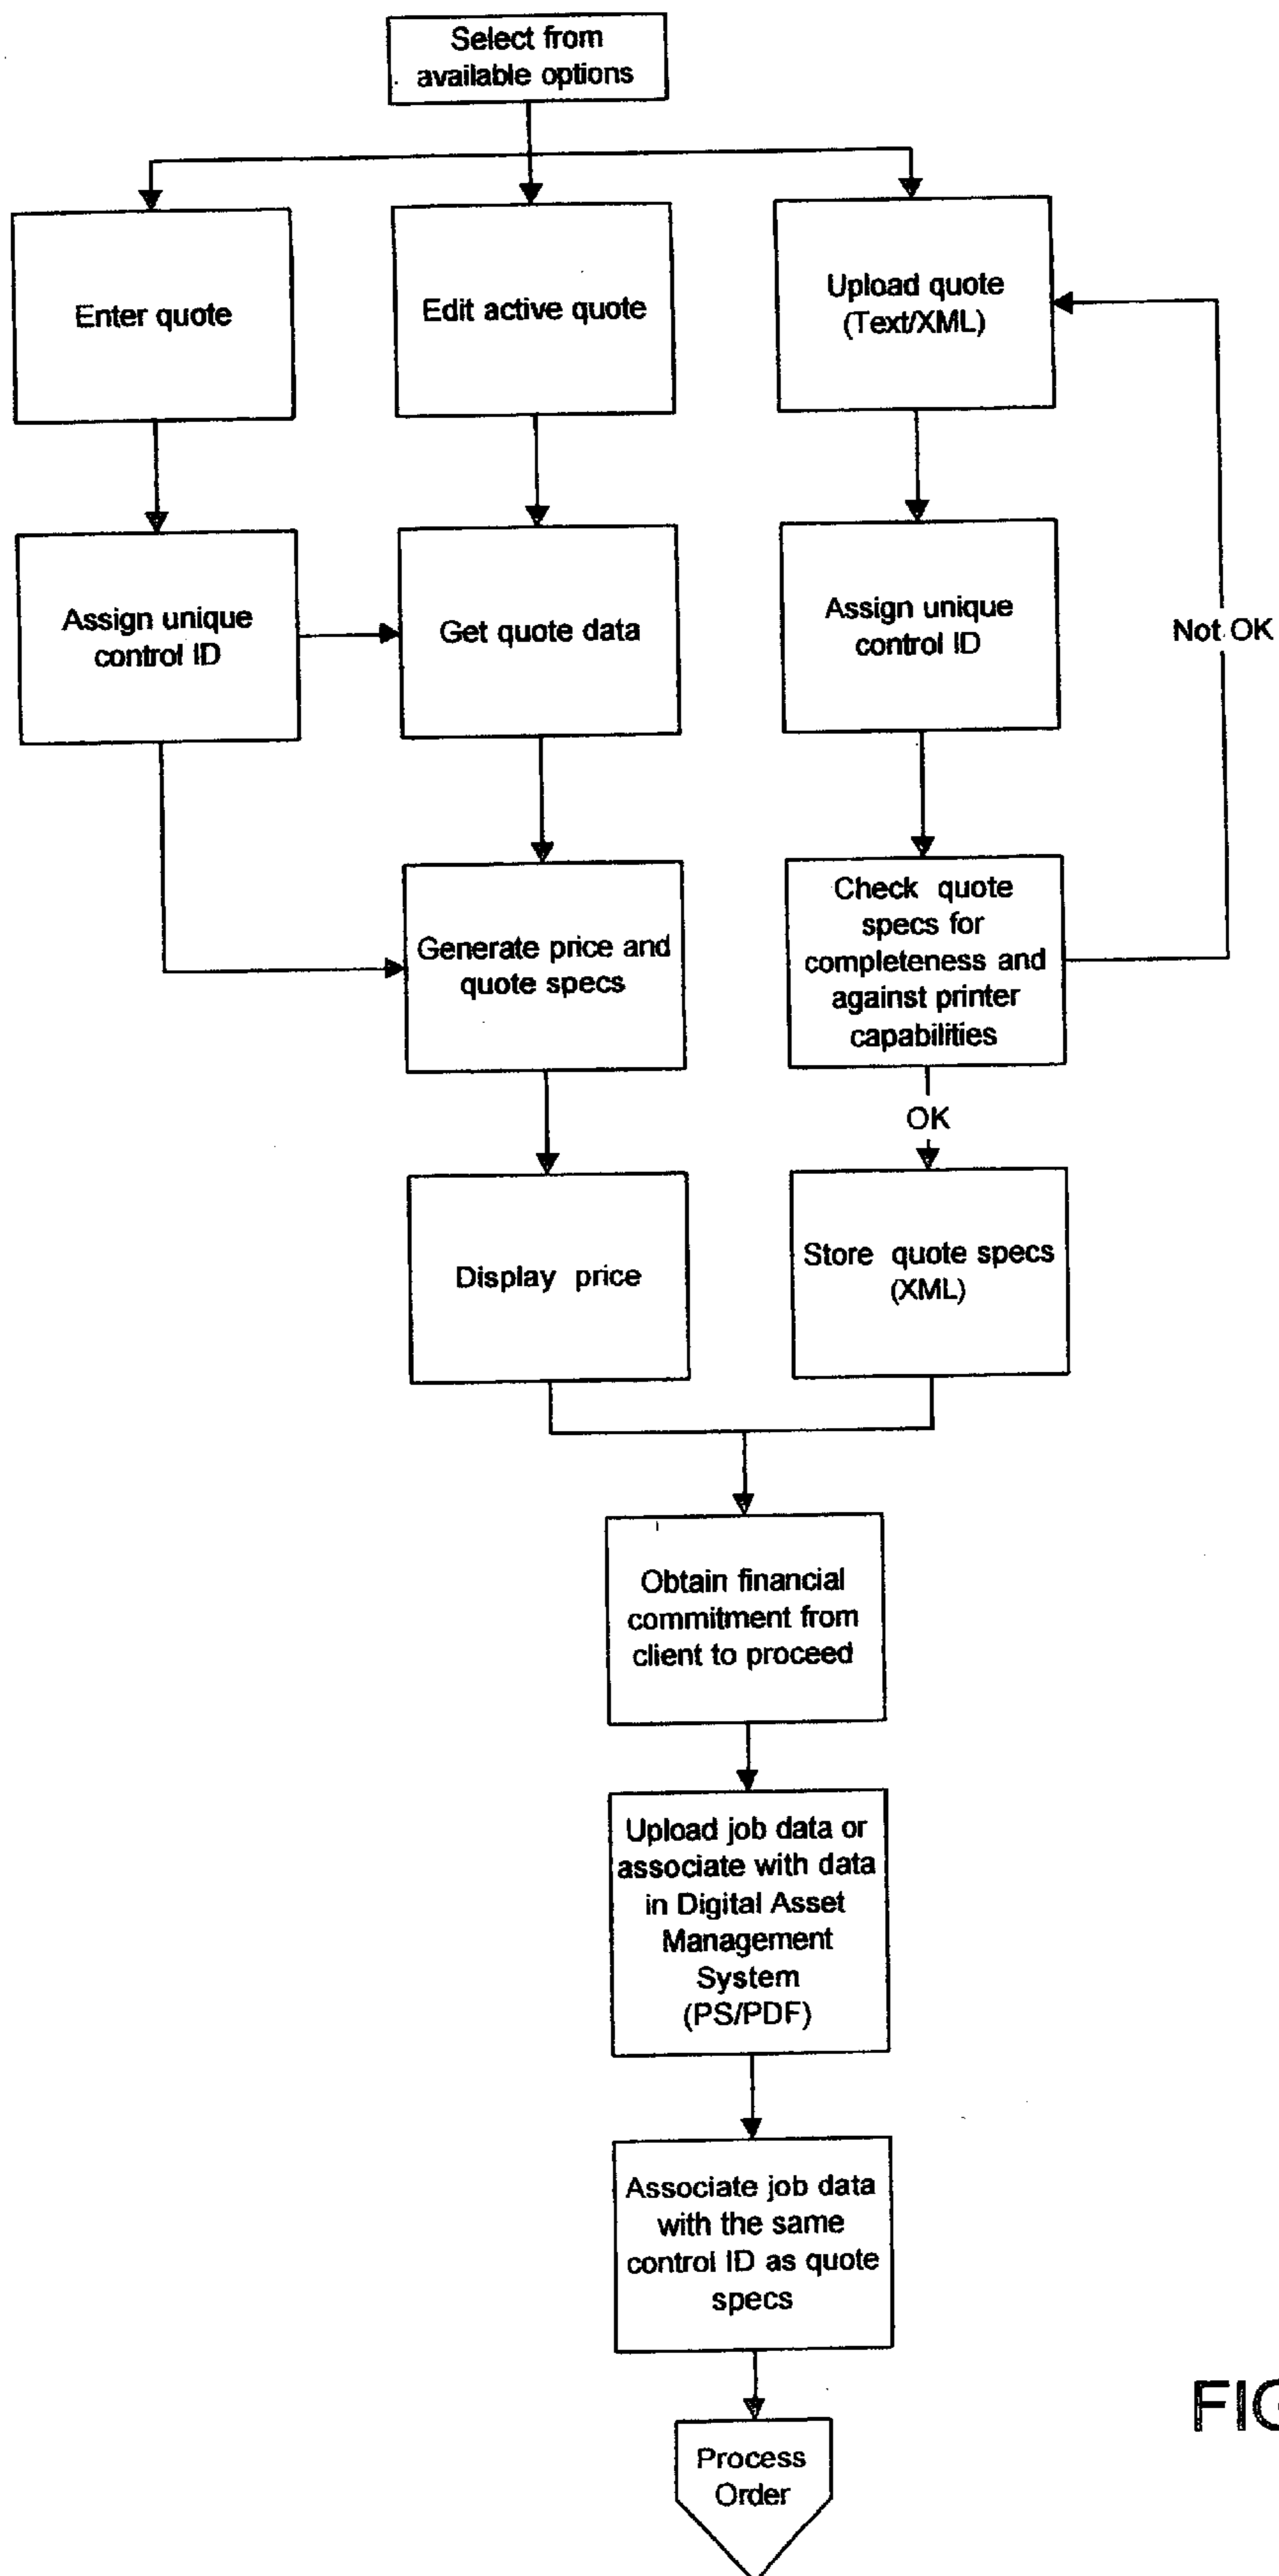 Select from
available options
Enter quote
Edit active quote
Upload quote
(Text/XML)
Assign unique
control ID
Get quote data
Assign unique
control ID
Not OK
Generate price and
quote specs
Check quote
specs for
completeness and
against printer
capabilities
OK
Display price
Store quote specs
(XML)
Obtain financial
commitment from
client to proceed
Upload job data or
associate with data
in Digital Asset
Management
System
(PS/PDF)
Associate job data
with the same
control ID as quote
specs
Process
Order